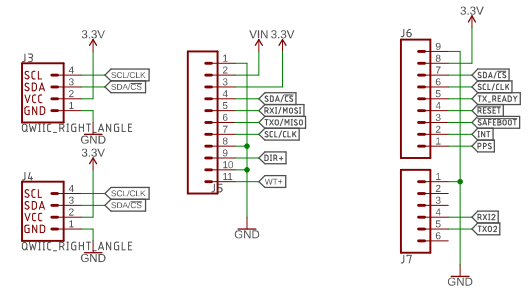 3.3V
J3
SCL 4 SCL/CLK
SDA 3 SDA/CS
VCC 2
GND 1
QWIIC_RIGHT_ANGLE
GND
3.3V
J4
SCL 4 SCL/CLK
SDA 3 SDA/CS
VCC 2
GND 1
QWIIC_RIGHT_ANGLE
GND
VIN 3.3V
1
2
3
4 SDA/CS
5 RXI/MOSI
6 TXO/MISO
7 SCL/CLK
8
9 DIR+
10
11 WT+
J5
GND
3.3V
J6
9
8
7 SDA/CS
6 SCL/CLK
5 TX_READY
4 RESET
3 SAFEBOOT
2 INT
1 PPS
1
2
3
4 RXI2
5 TXO2
6
J7
GND